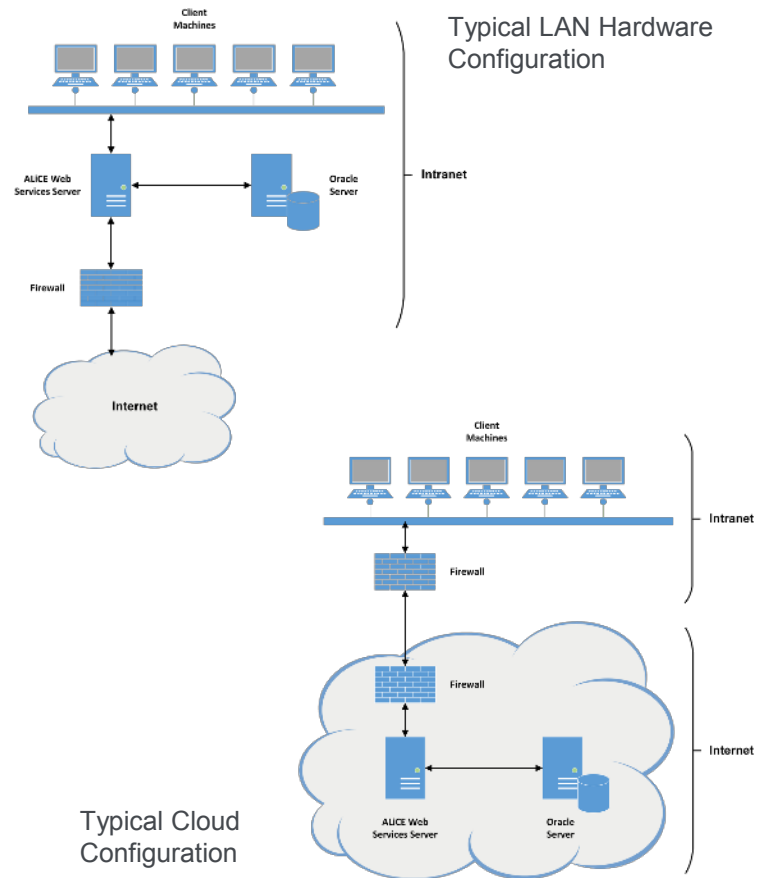 Typical LAN Hardware
Configuration
Client
Machines
ALiCE Web
Services Server
Oracle
Server
Intranet
Firewall
Internet
Client
Machines
Intranet
Firewall
Firewall
Internet
ALiCE Web
Services Server
Oracle
Server
Typical Cloud
Configuration